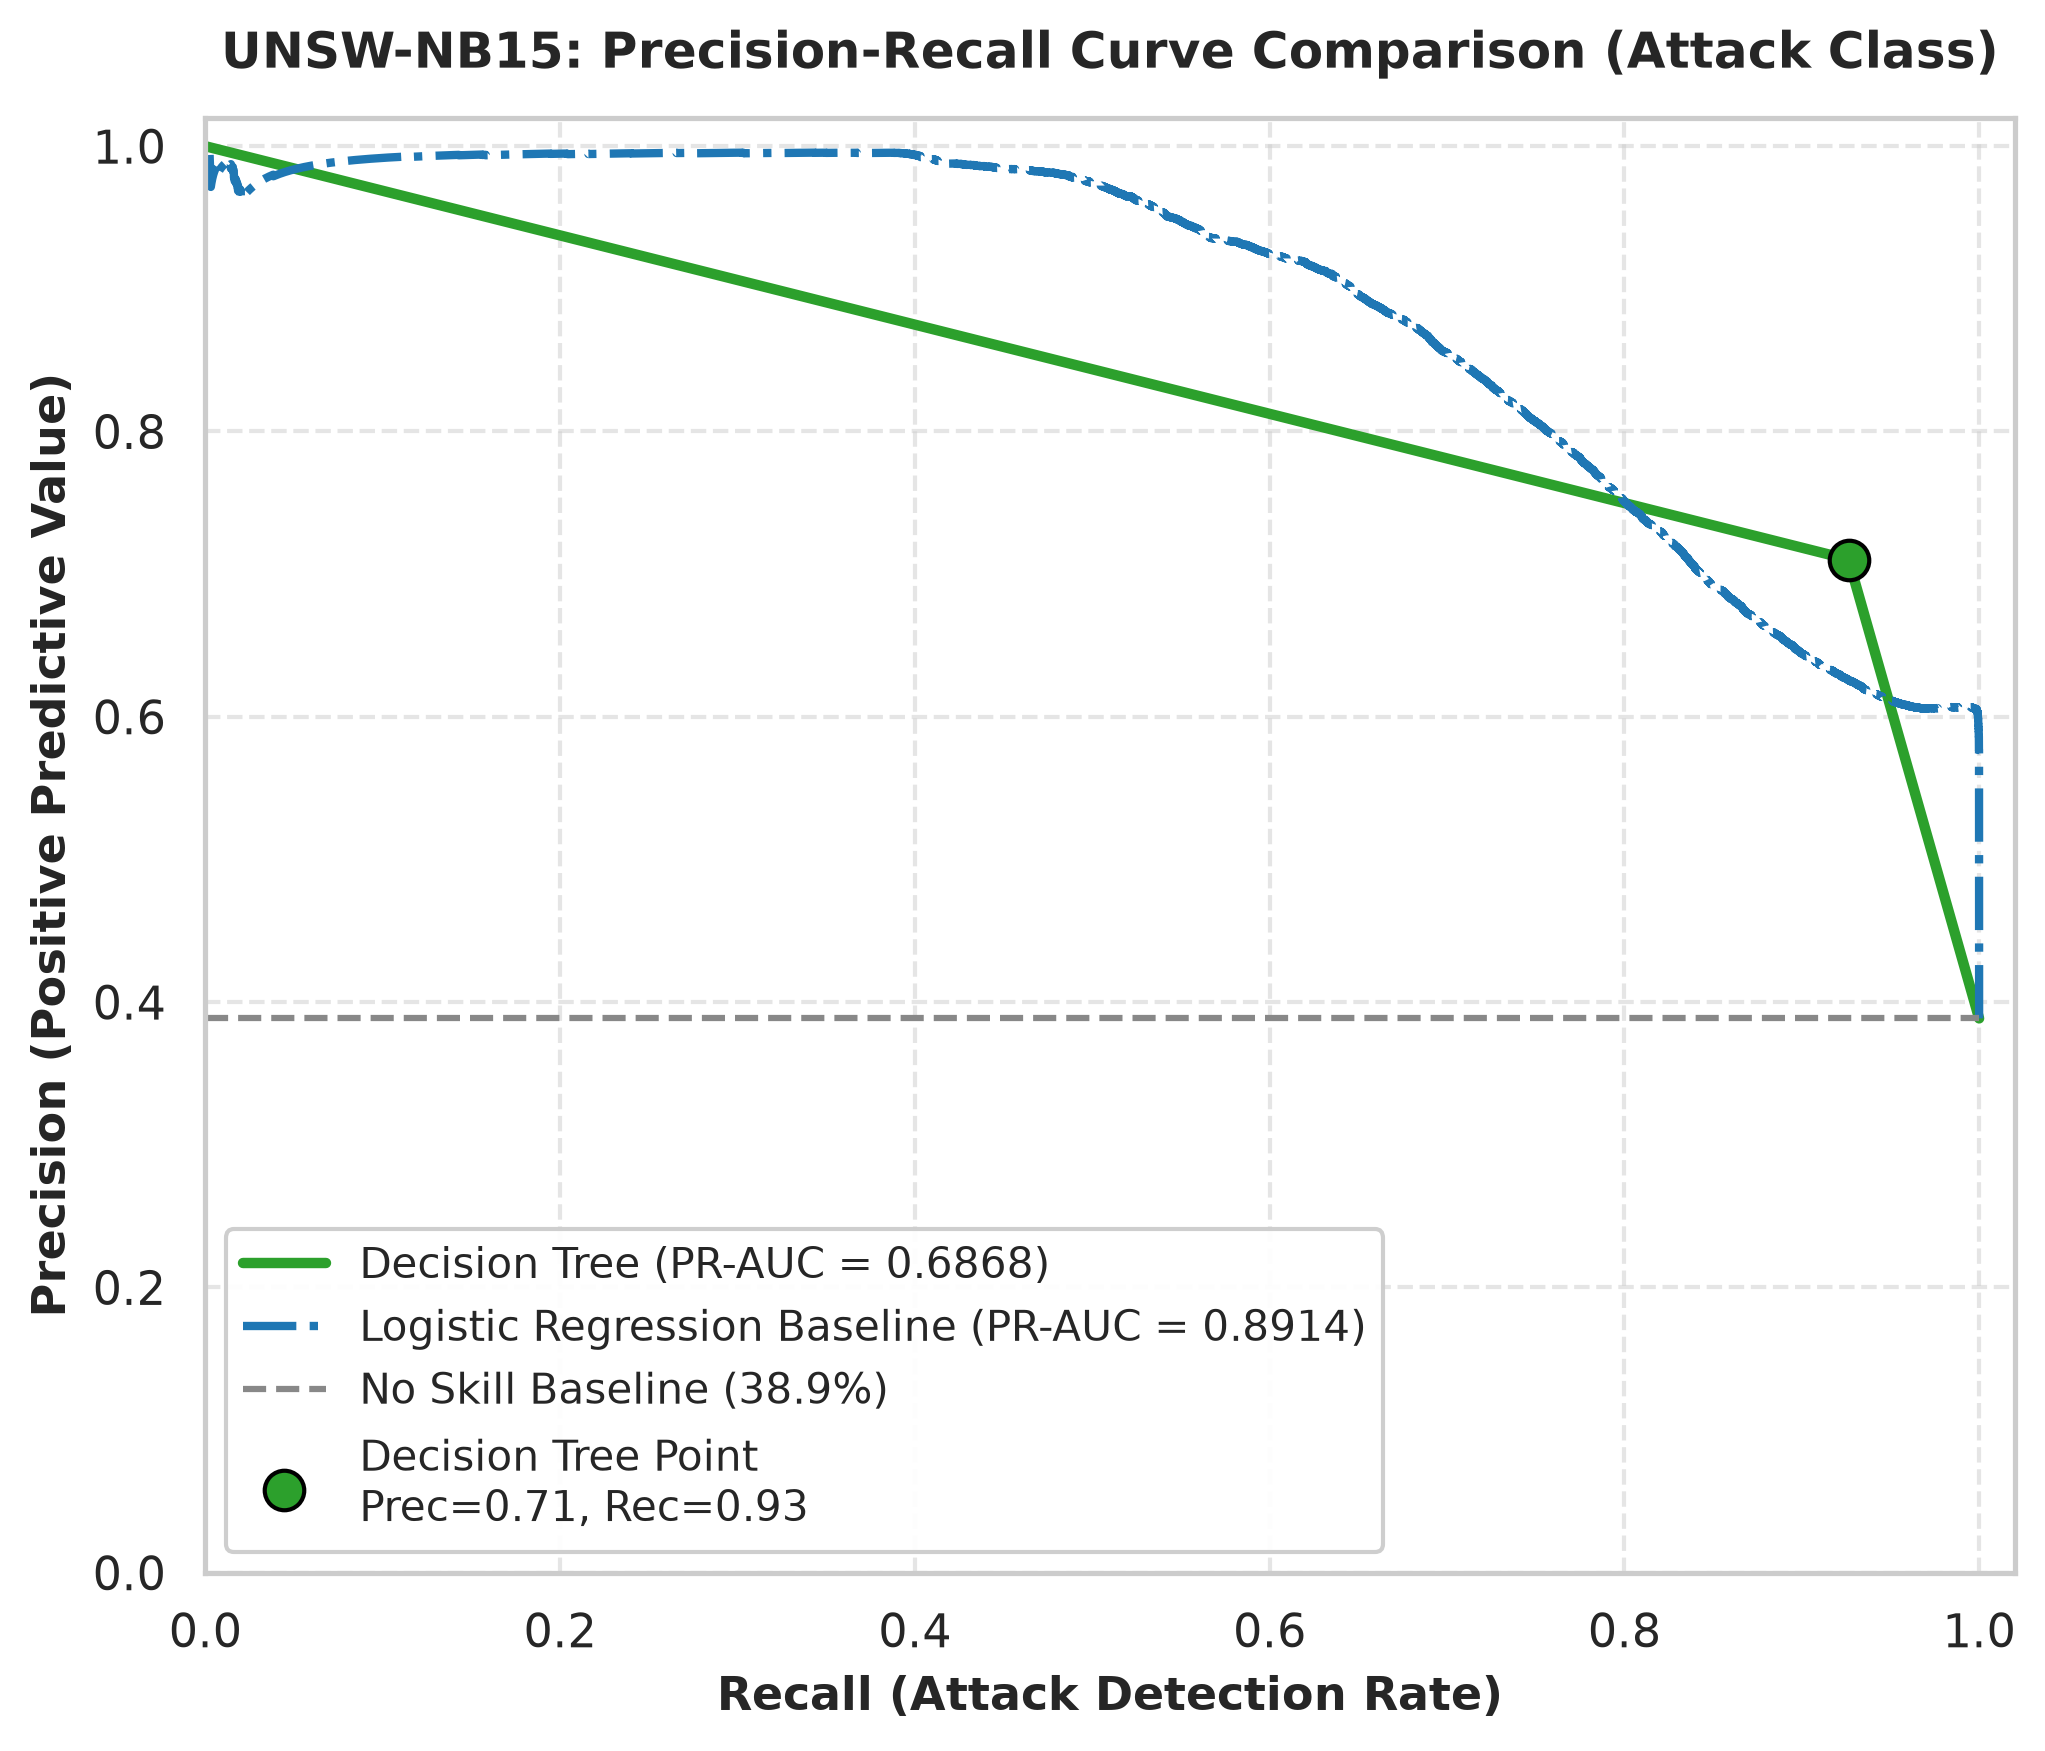 UNSW-NB15: Precision-Recall Curve Comparison (Attack Class)
Precision (Positive Predictive Value)
1.0
0.8
0.6
0.4
0.2
0.0
Decision Tree (PR-AUC = 0.6868)
Logistic Regression Baseline (PR-AUC = 0.8914)
No Skill Baseline (38.9%)
Decision Tree Point
Prec=0.71, Rec=0.93
0.0 0.2 0.4 0.6 0.8 1.0
Recall (Attack Detection Rate)